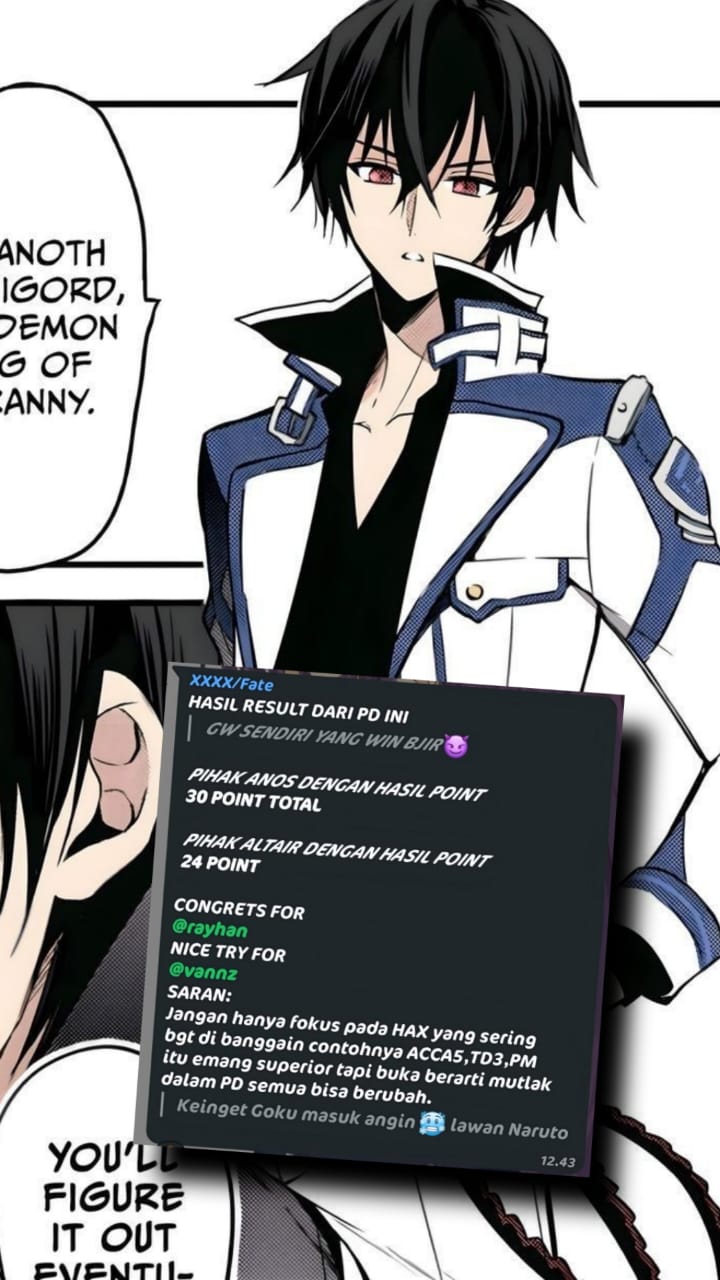 ANOTH
IGORD,
DEMON
G OF
ANNY.
XXXX/Fate
HASIL RESULT DARI PD INI
GW SENDIRI YANG WIN BJIR😈
PIHAK ANOS DENGAN HASIL POINT
30 POINT TOTAL
PIHAK ALTAIR DENGAN HASIL POINT
24 POINT
CONGRETS FOR
@rayhan
NICE TRY FOR
@vannz
SARAN:
Jangan hanya fokus pada HAX yang sering
bgt di banggain contohnya ACCA5,TD3,PM
itu emang superior tapi buka berarti mutlak
dalam PD semua bisa berubah.
Keinget Goku masuk angin🥶 lawan Naruto
12.43
YOU'LL
FIGURE
IT OUT
EVENTU-